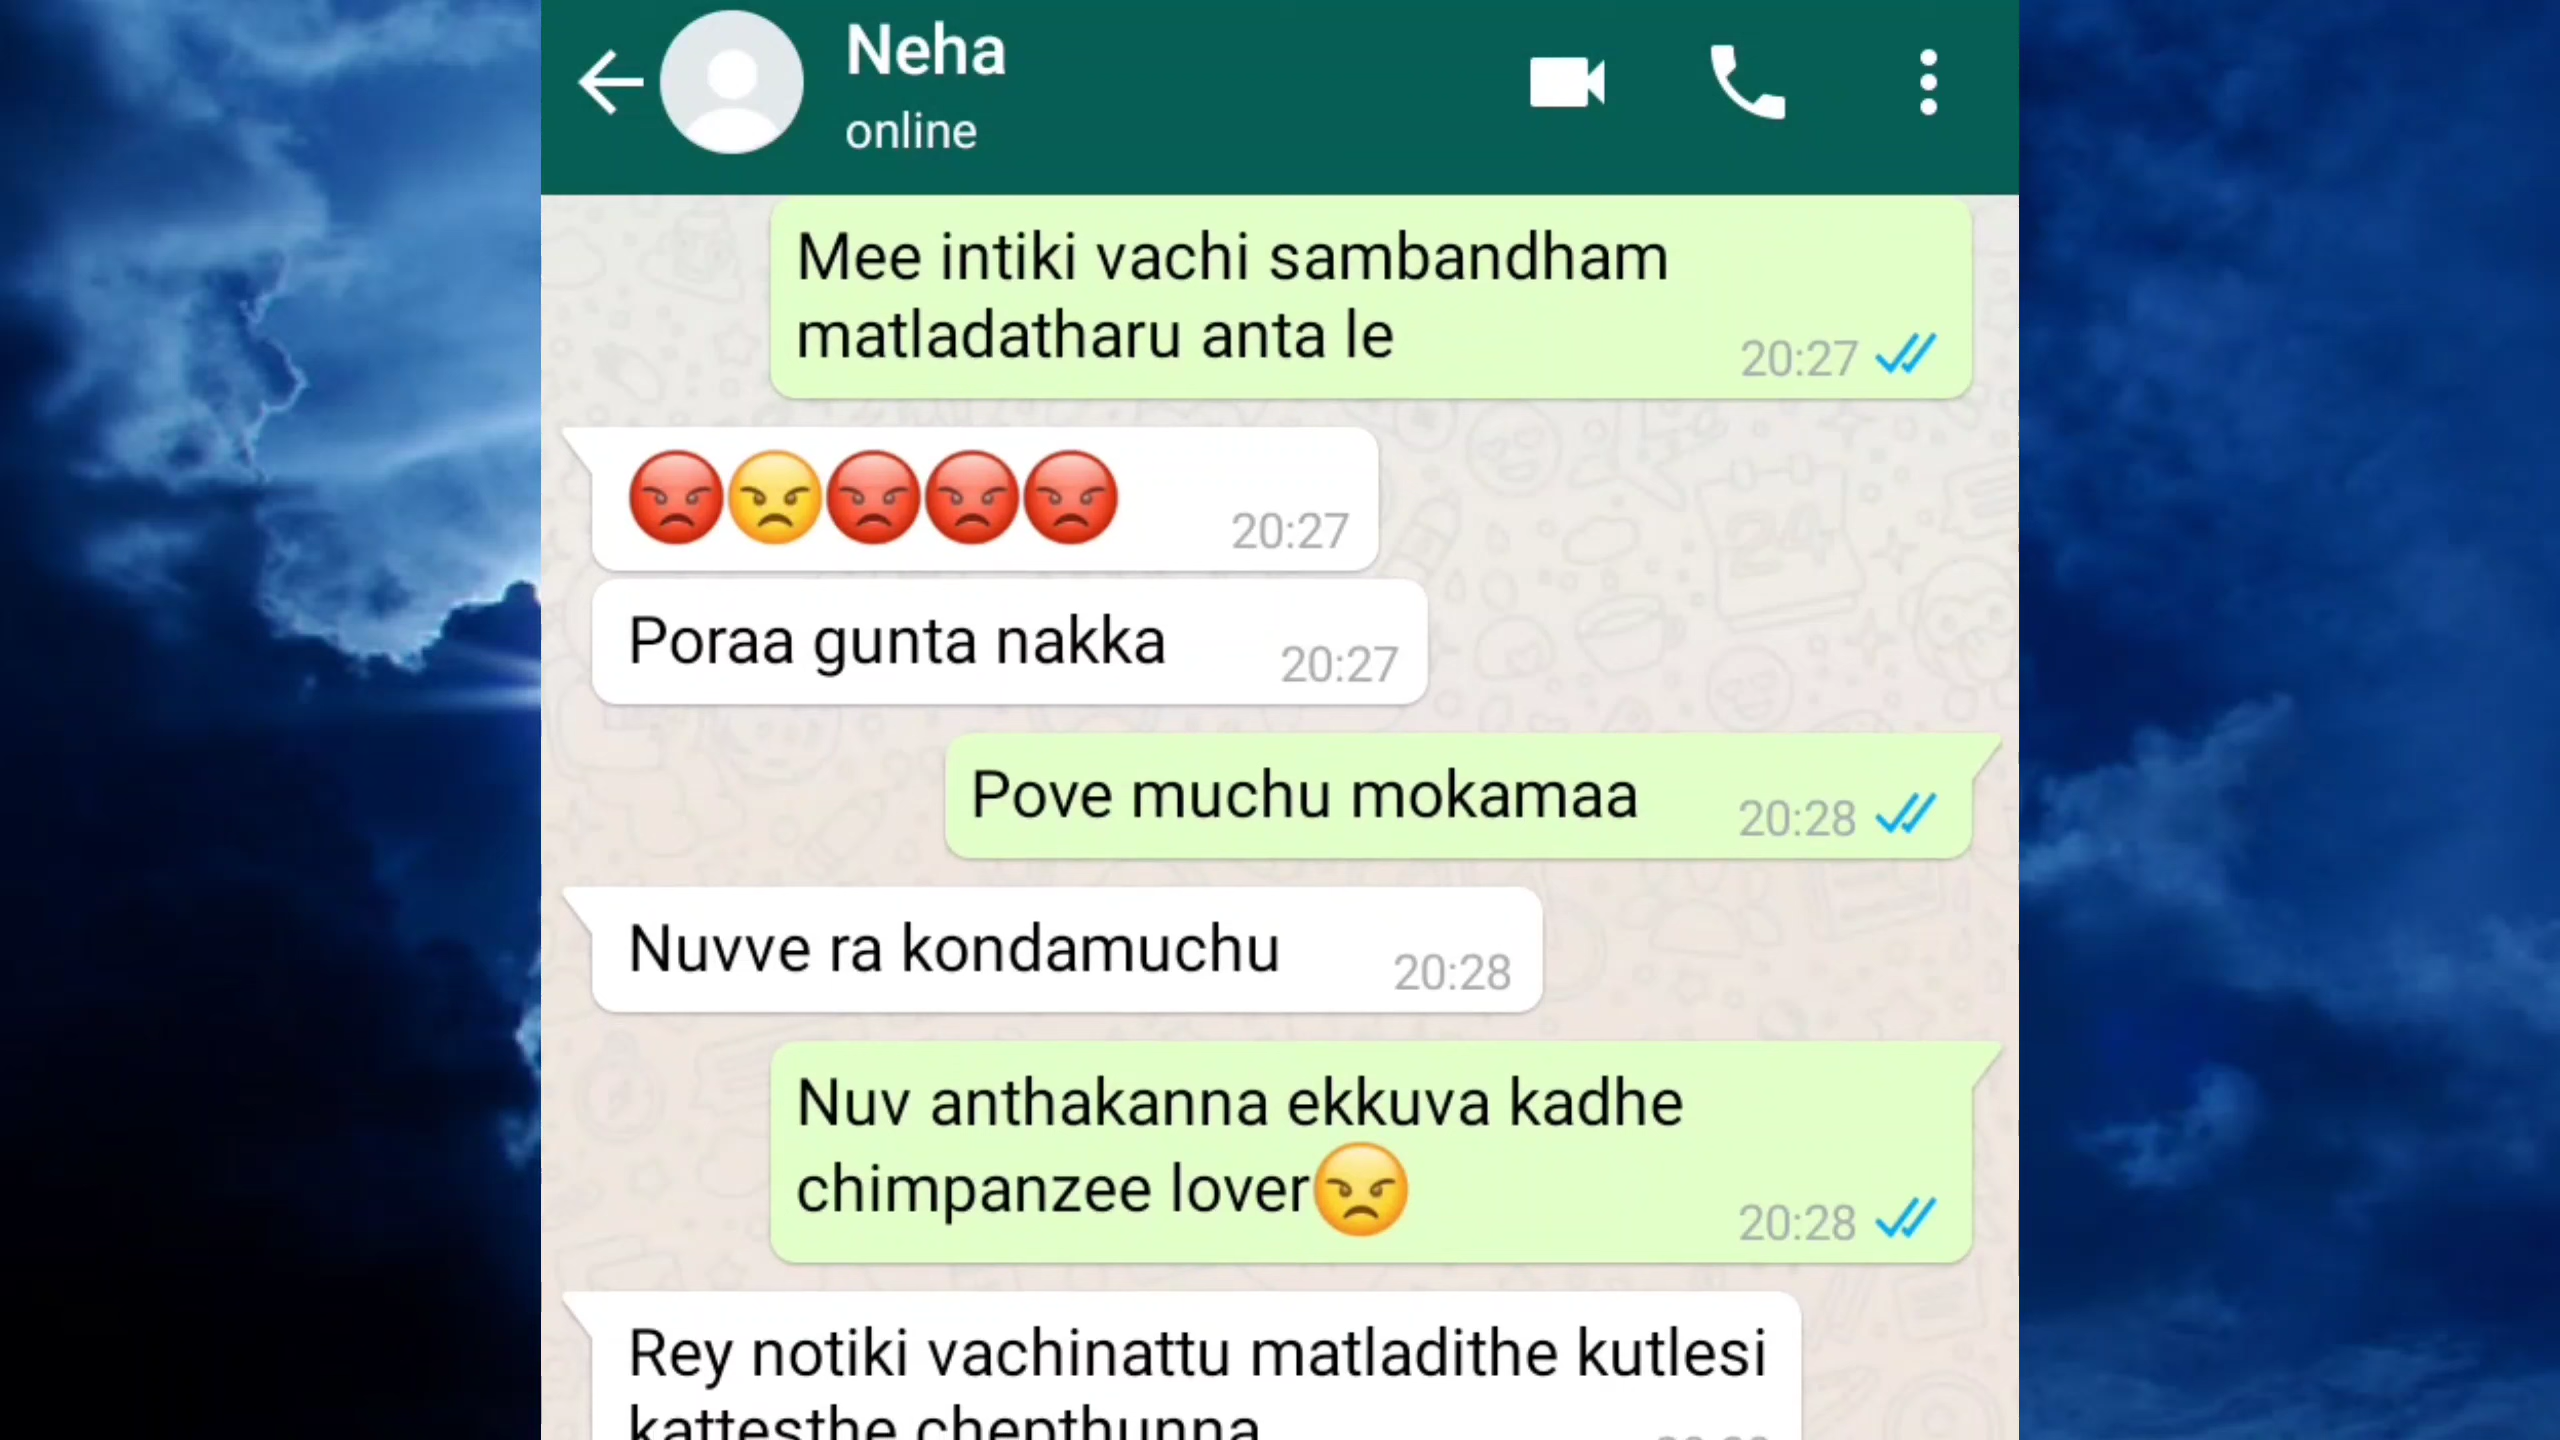 Neha
online
Mee intiki vachi sambandham
matladatharu anta le
20:27
😡😠😡😡😡
20:27
Poraa gunta nakka
20:27
Pove muchu mokamaa
20:28
Nuvve ra kondamuchu
20:28
Nuv anthakanna ekkuva kadhe
chimpanzee lover😠
20:28
Rey notiki vachinattu matladithe kutlesi
kattesthe chepthunna